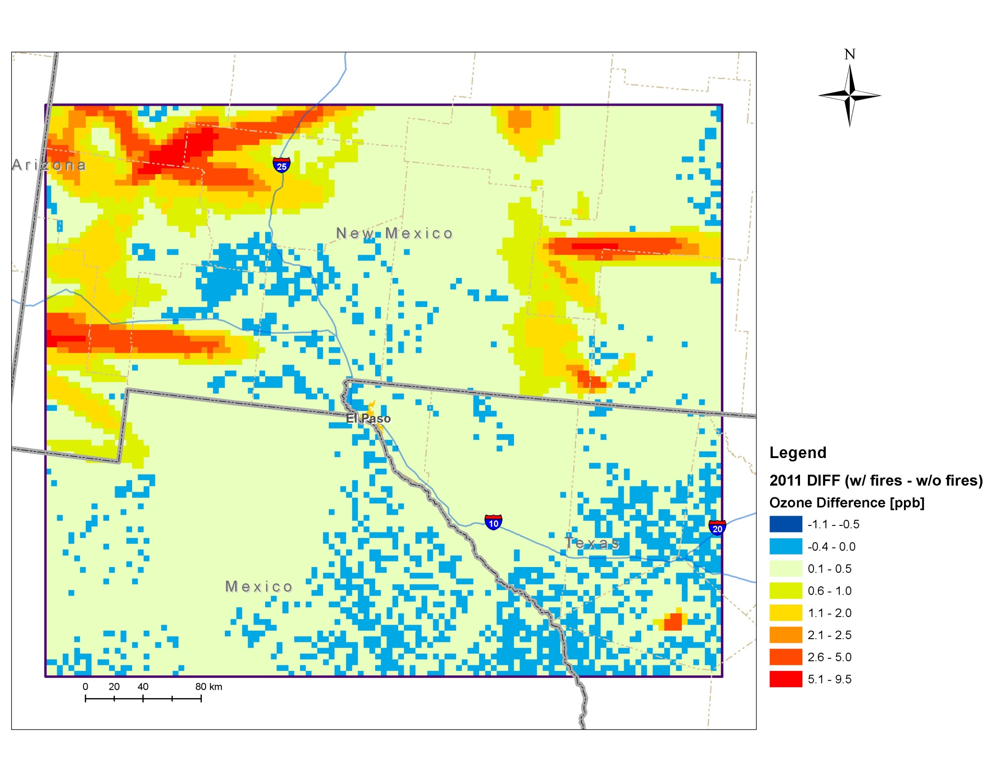 N
Arizona
25
New Mexico
El Paso
Legend
2011 DIFF (w/ fires - w/o fires)
Ozone Difference [ppb]
-1.1 - -0.5
-0.4 - 0.0
0.1 - 0.5
0.6 - 1.0
1.1 - 2.0
2.1 - 2.5
2.6 - 5.0
5.1 - 9.5
10
20
Texas
Mexico
0 20 40 80 km